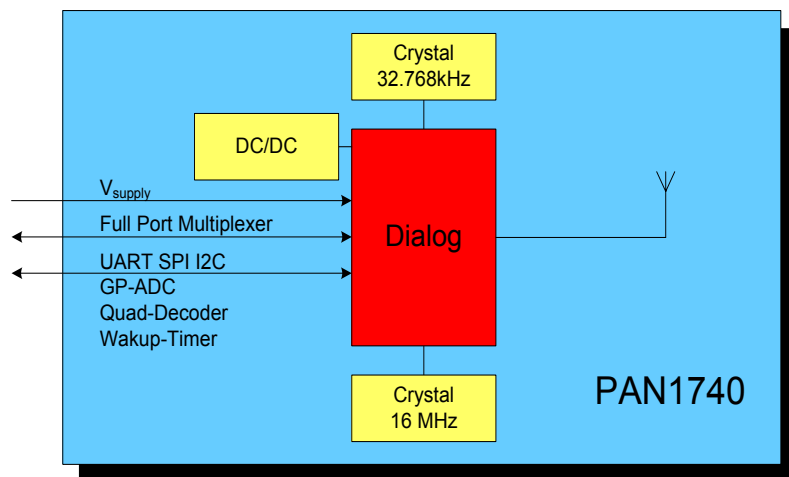 Crystal
32.768kHz
DC/DC
Vsupply
Full Port Multiplexer
Dialog
UART SPI I2C
GP-ADC
Quad-Decoder
Wakup-Timer
Crystal
16 MHz
PAN1740